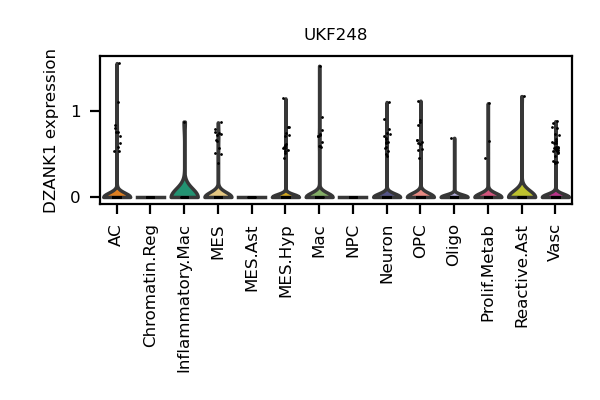 UKF248
DZANK1 expression
1
0
AC
Chromatin.Reg
Inflammatory.Mac
MES
MES.Ast
MES.Hyp
Mac
NPC
Neuron
OPC
Oligo
Prolif.Metab
Reactive.Ast
Vasc